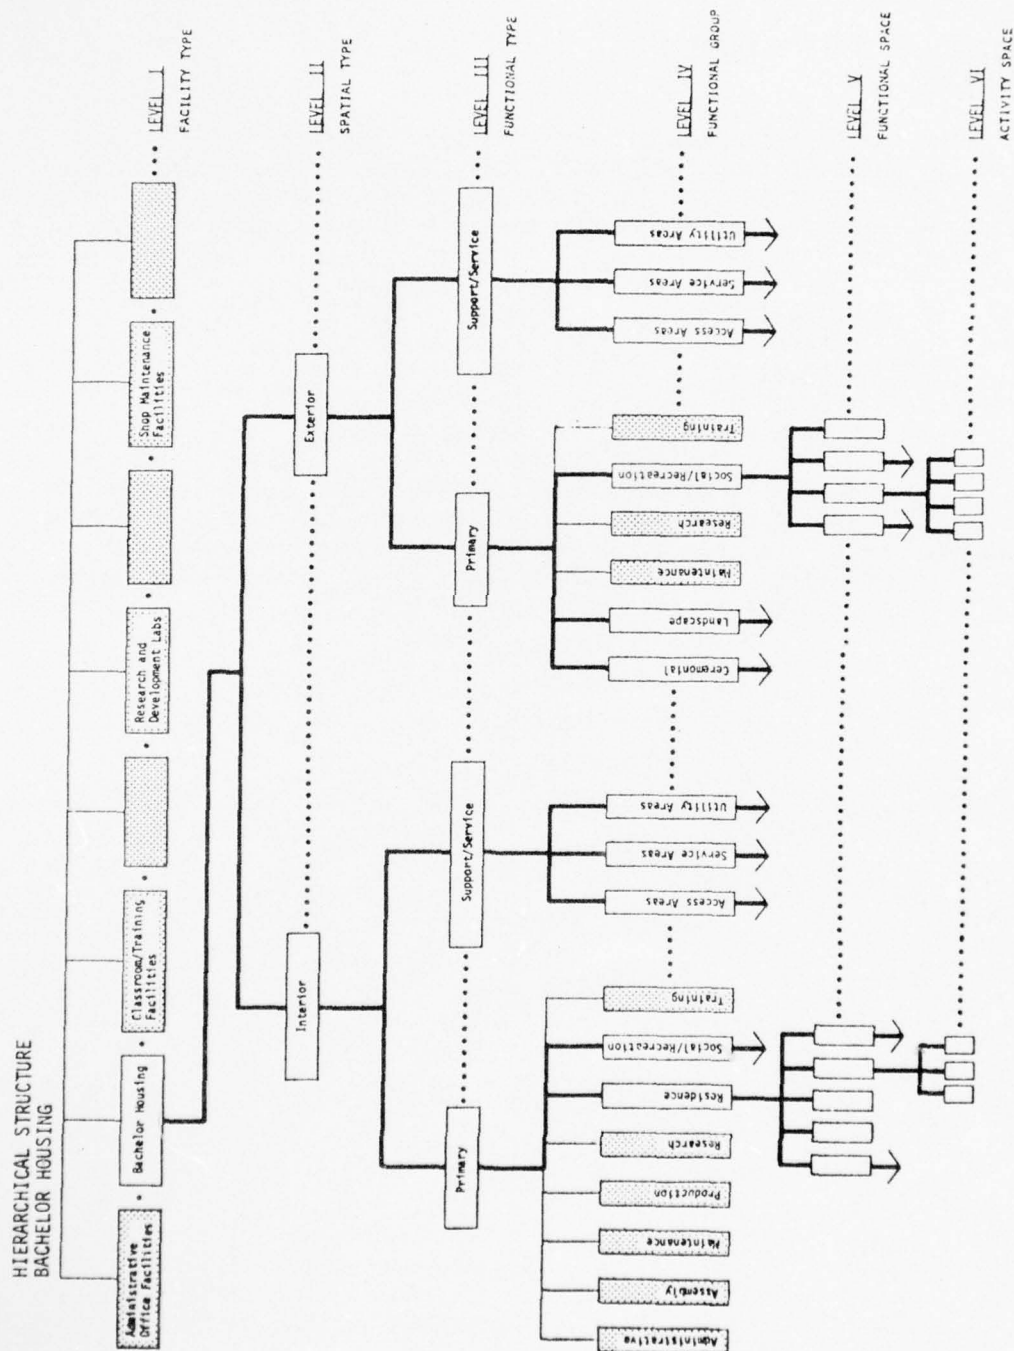 HIERARCHICAL STRUCTURE
BACHELOR HOUSING
Administrative
Office Facilities
Bachelor Housing
Classroom/Training
Facilities
Research and
Development Labs
Shop Maintenance
Facilities
LEVEL I
FACILITY TYPE
Interior
Exterior
LEVEL II
SPATIAL TYPE
Primary
Support/Service
Primary
Support/Service
LEVEL III
FUNCTIONAL TYPE
Administrative
Assembly
Maintenance
Production
Research
Residence
Social/Recreation
Training
Access Areas
Service Areas
Utility Areas
Ceremonial
Landscape
Maintenance
Research
Social/Recreation
Training
Access Areas
Service Areas
Utility Areas
LEVEL IV
FUNCTIONAL GROUP
LEVEL V
FUNCTIONAL SPACE
LEVEL VI
ACTIVITY SPACE